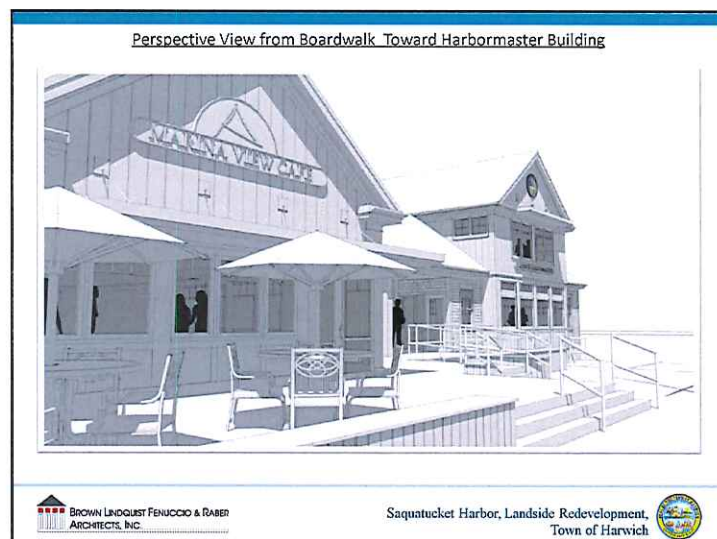 Perspective View from Boardwalk Toward Harbormaster Building
MARINA VIEW CAFE
BROWN LINDQUIST FENUCCIO & RABER
ARCHITECTS, INC.
Saquatucket Harbor, Landside Redevelopment,
Town of Harwich